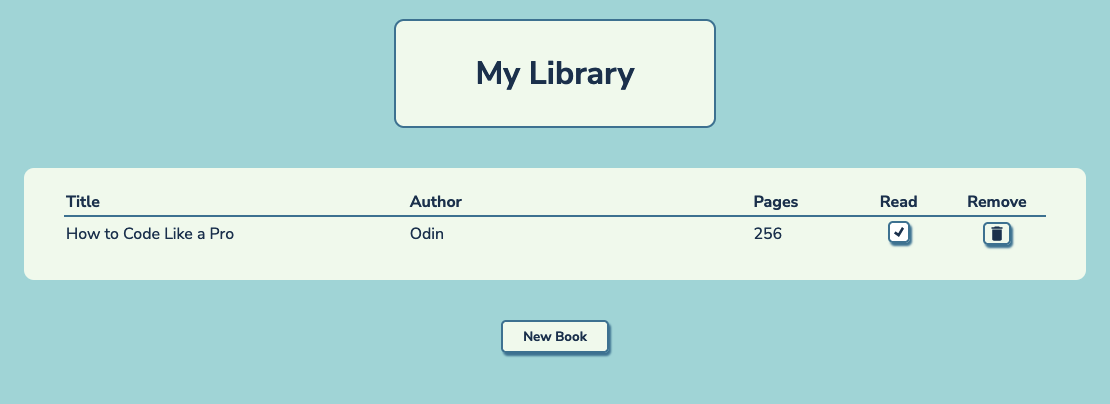 My Library
Title Author Pages Read Remove
How to Code Like a Pro Odin 256
New Book